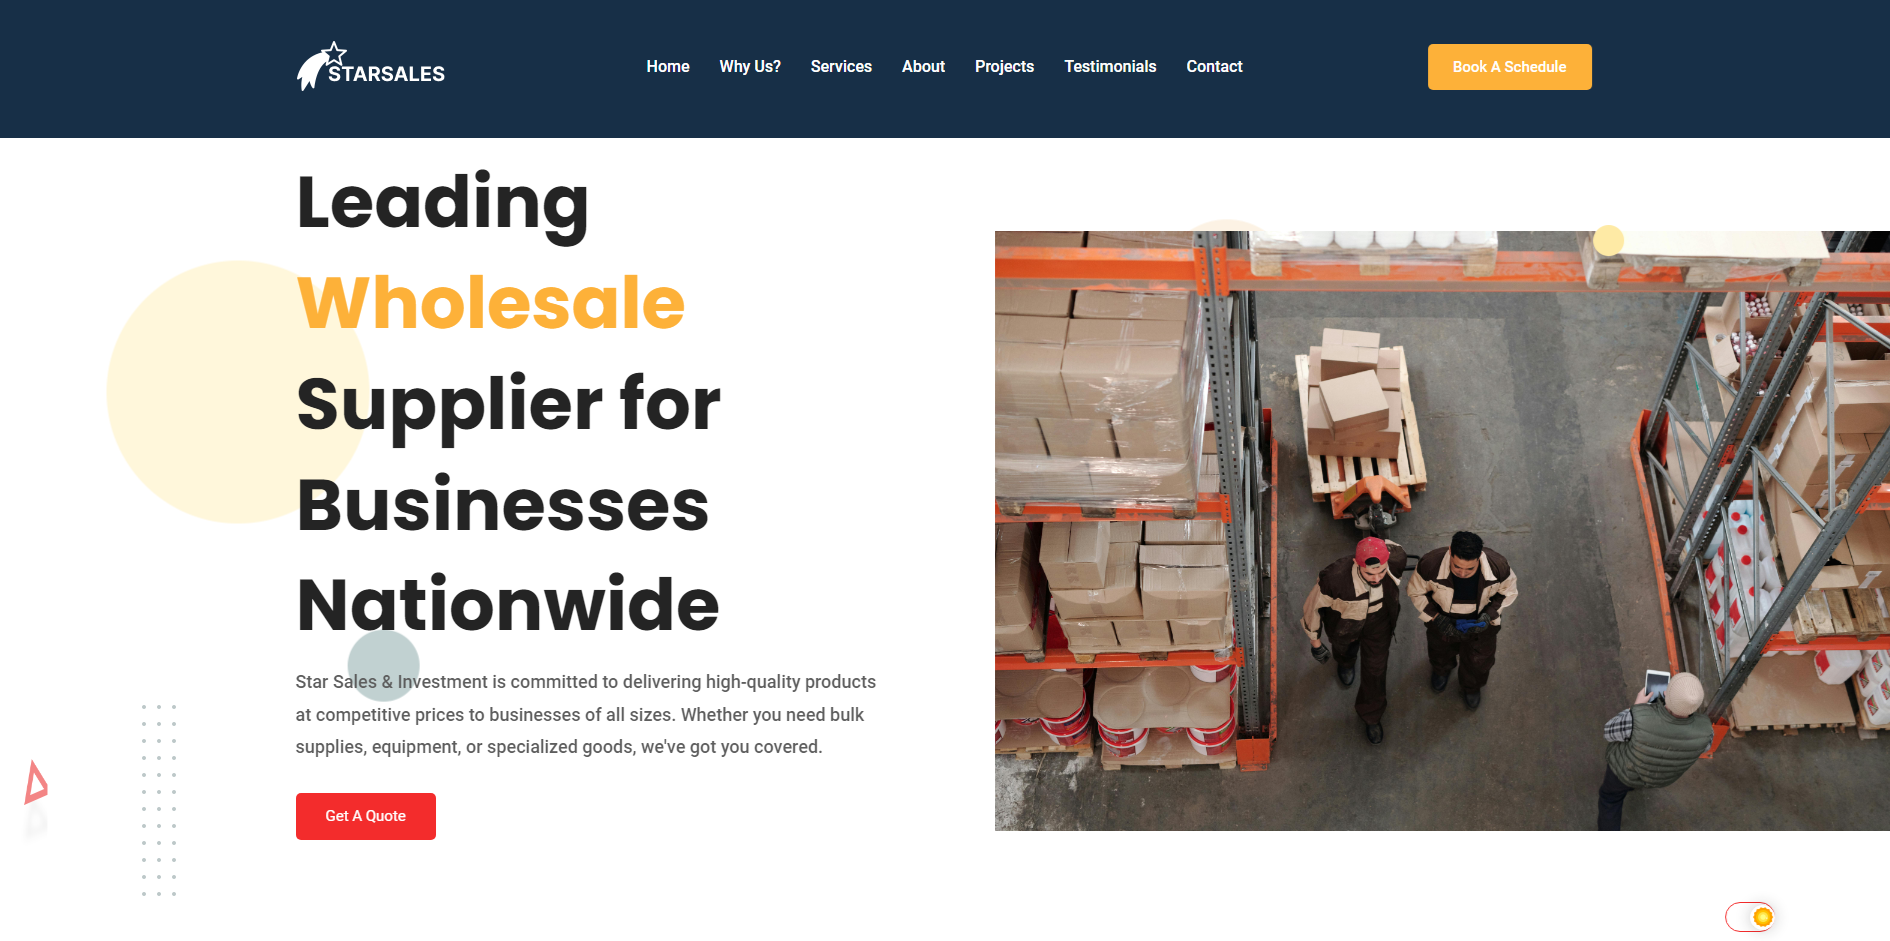 STARSALES
Home Why Us? Services About Projects Testimonials Contact
Book A Schedule
Leading
Wholesale
Supplier for
Businesses
Nationwide
Star Sales & Investment is committed to delivering high-quality products
at competitive prices to businesses of all sizes. Whether you need bulk
supplies, equipment, or specialized goods, we've got you covered.
Get A Quote